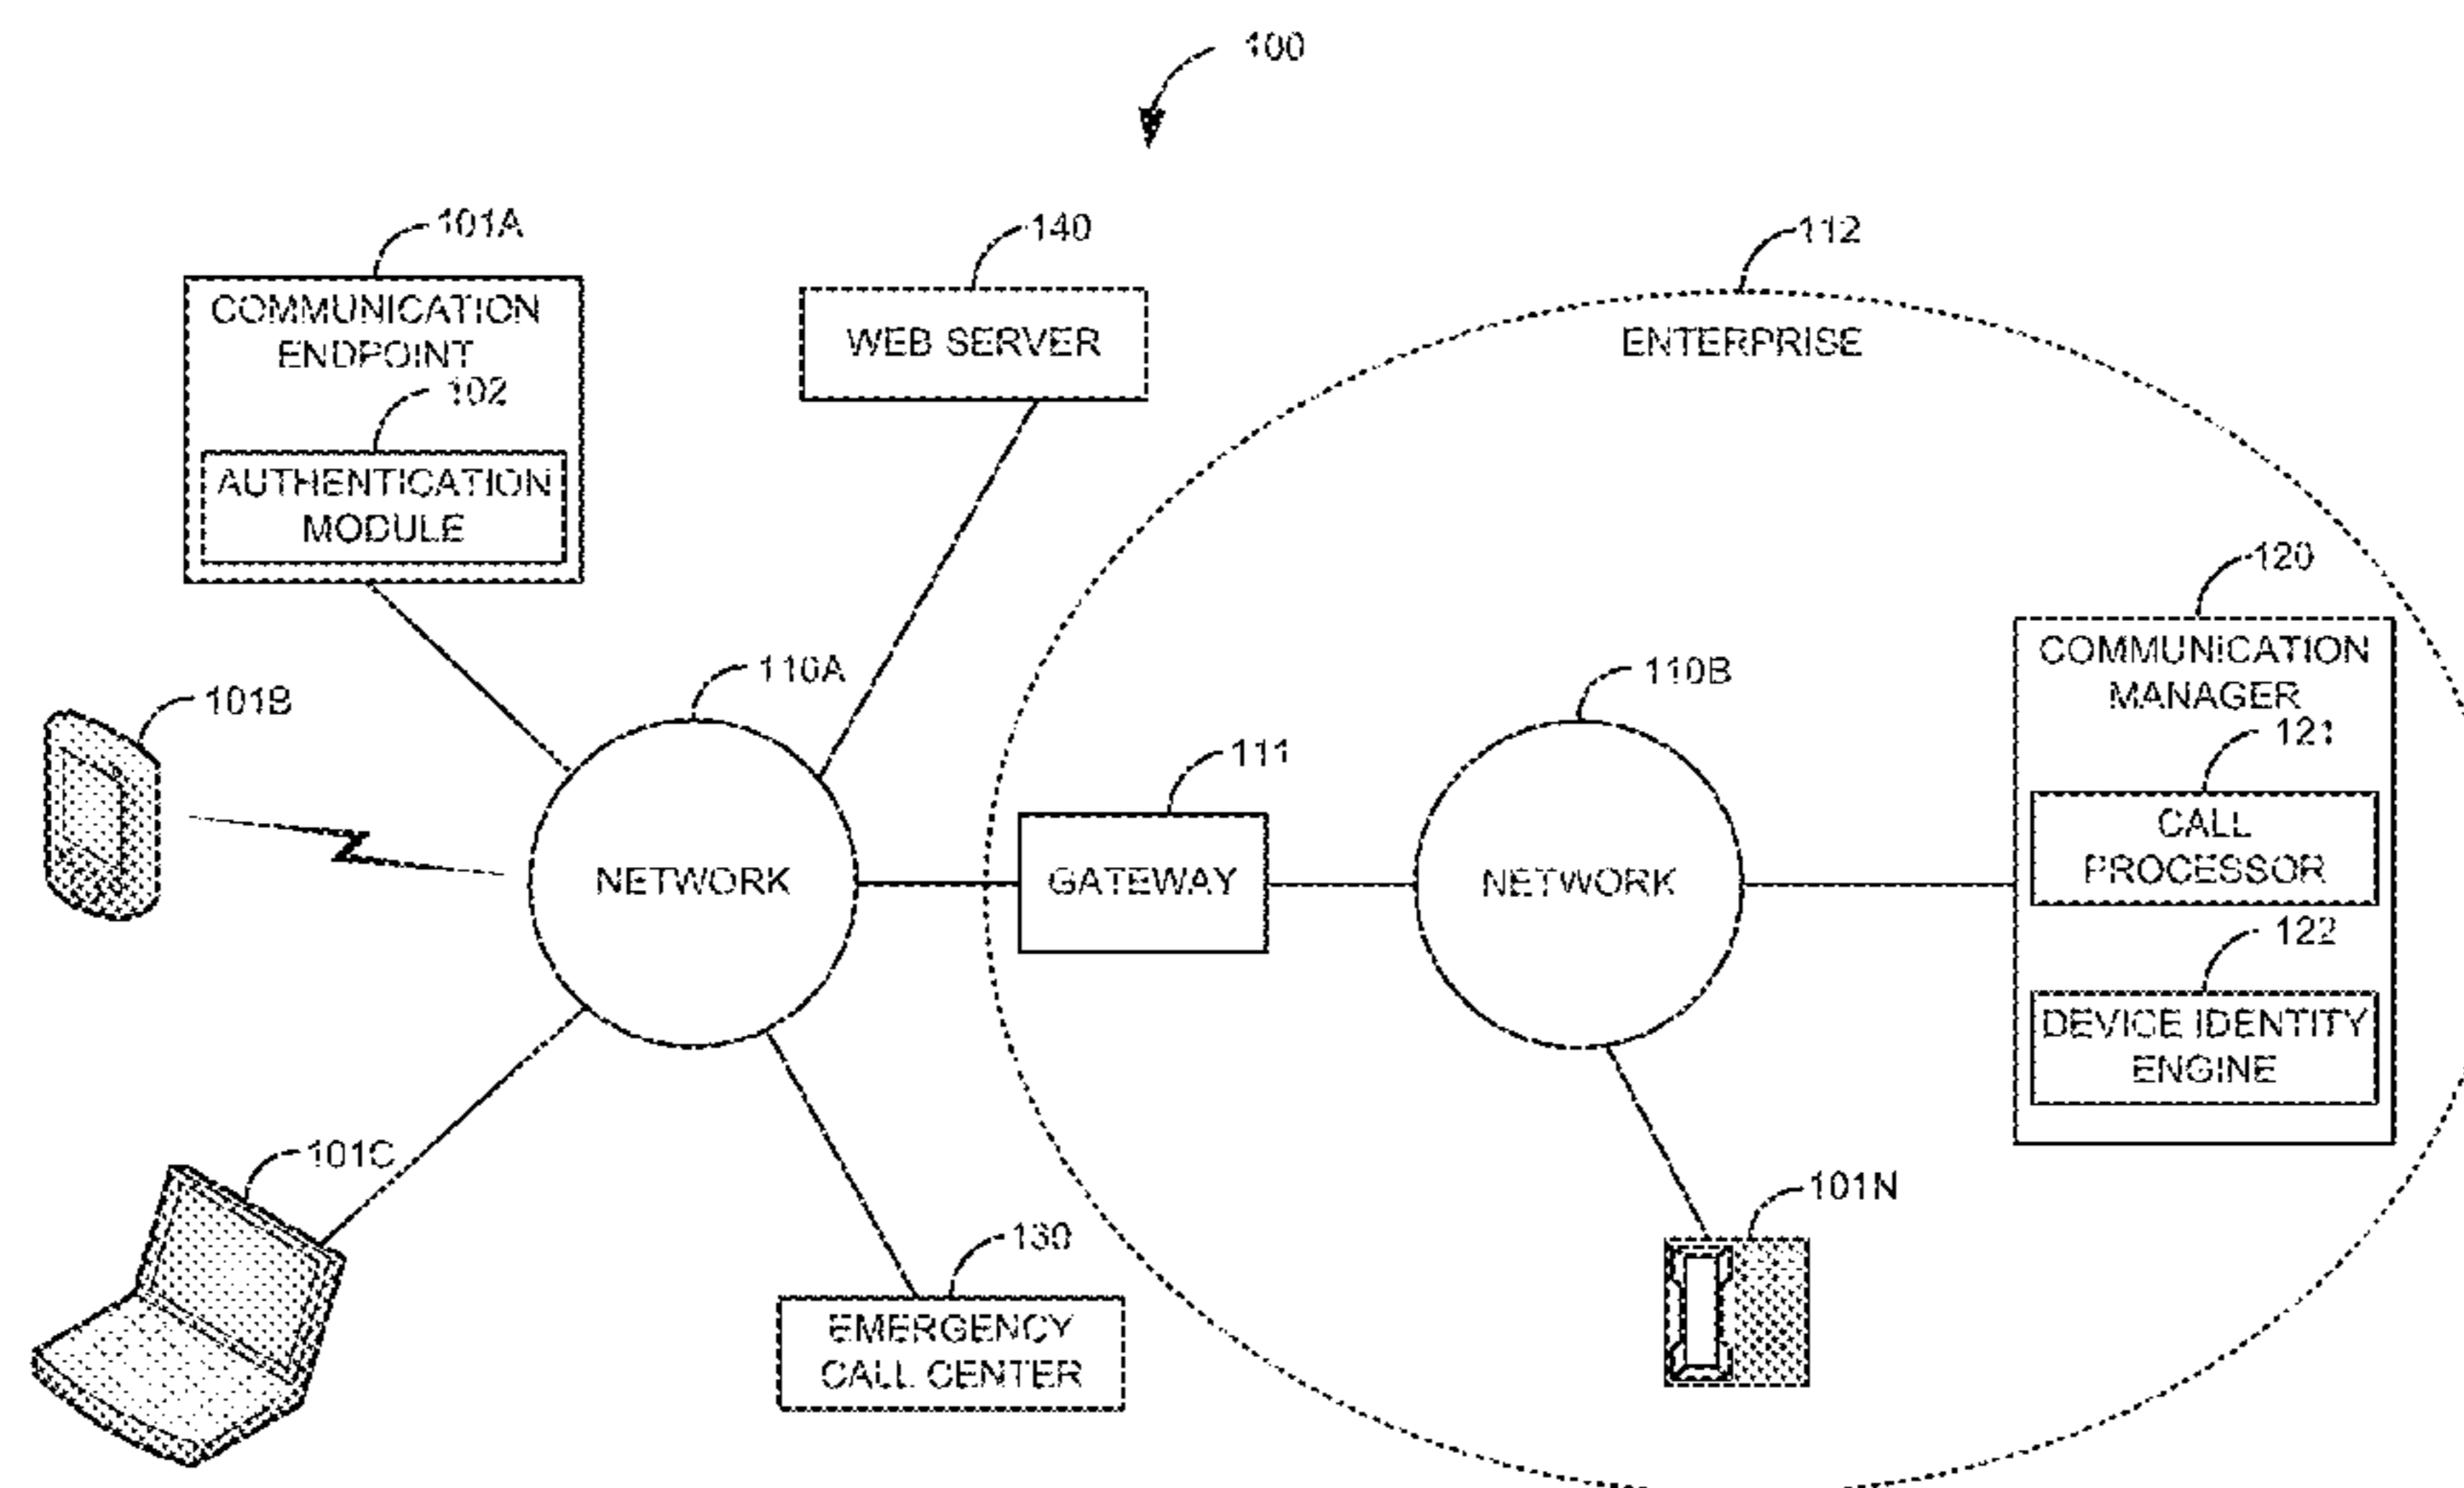 100
101A
140
112
COMMUNICATION
ENDPOINT
102
AUTHENTICATION
MODULE
WEB SERVER
ENTERPRISE
120
COMMUNICATION
MANAGER
121
CALL
PROCESSOR
122
DEVICE IDENTITY
ENGINE
101B
110A
110B
111
NETWORK
GATEWAY
NETWORK
101C
101N
130
EMERGENCY
CALL CENTER